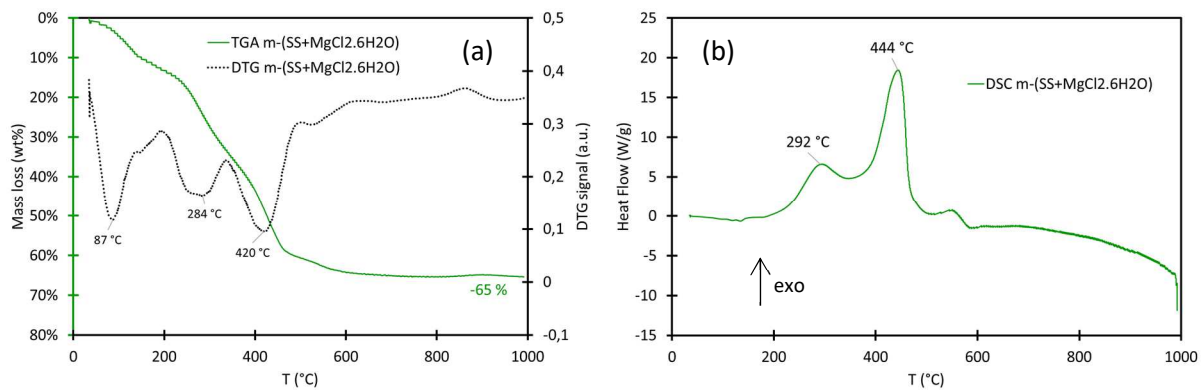 0%
10%
20%
30%
40%
50%
60%
70%
80%
Mass loss (wt%)
TGA m-(SS+MgCl2.6H2O)
DTG m-(SS+MgCl2.6H2O)
(a)
87 °C
284 °C
420 °C
-65 %
0,5
0,4
0,3
0,2
0,1
0
-0,1
DTG signal (a.u.)
0 200 400 600 800 1000
T (°C)
25
20
15
10
5
0
-5
-10
-15
Heat Flow (W/g)
(b)
444 °C
292 °C
DSC m-(SS+MgCl2.6H2O)
exo
0 200 400 600 800 1000
T (°C)